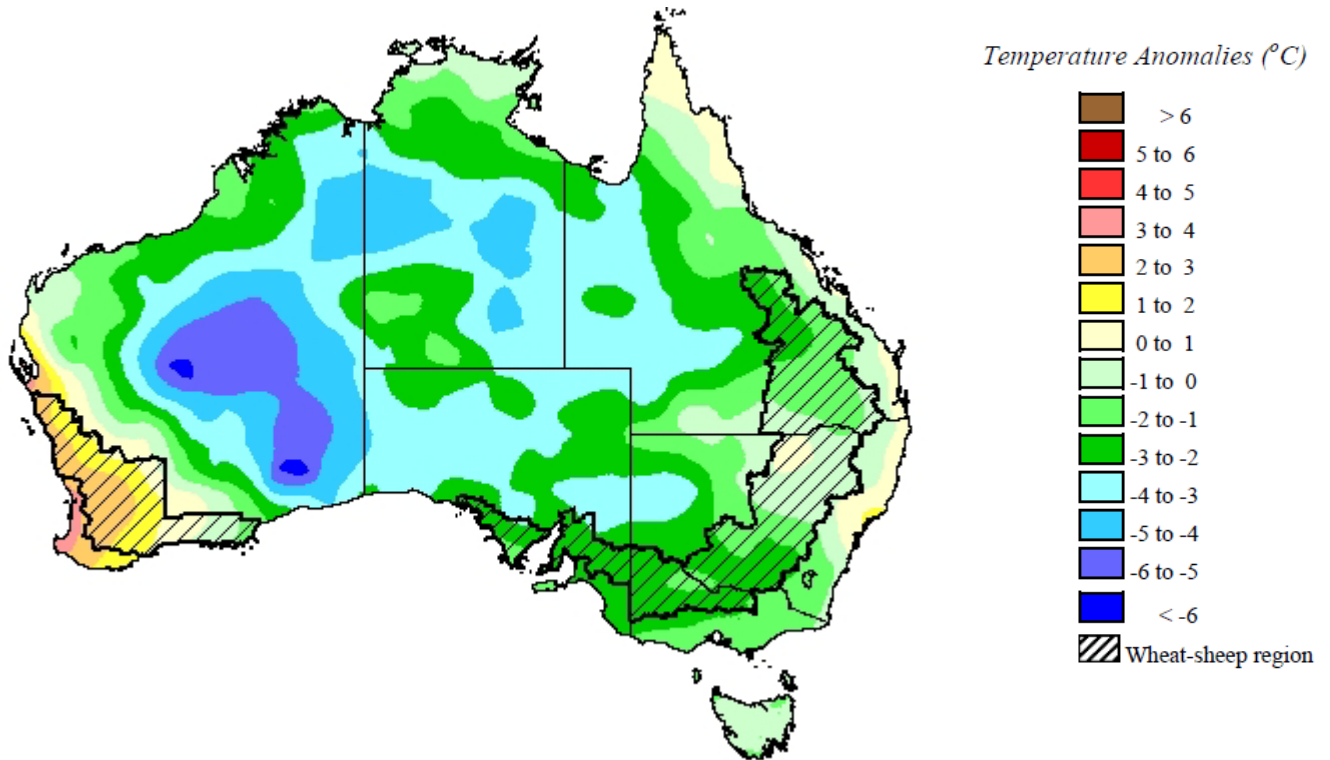 Temperature Anomalies (°C)
> 6
5 to 6
4 to 5
3 to 4
2 to 3
1 to 2
0 to 1
-1 to 0
-2 to -1
-3 to -2
-4 to -3
-5 to -4
-6 to -5
< -6
Wheat-sheep region